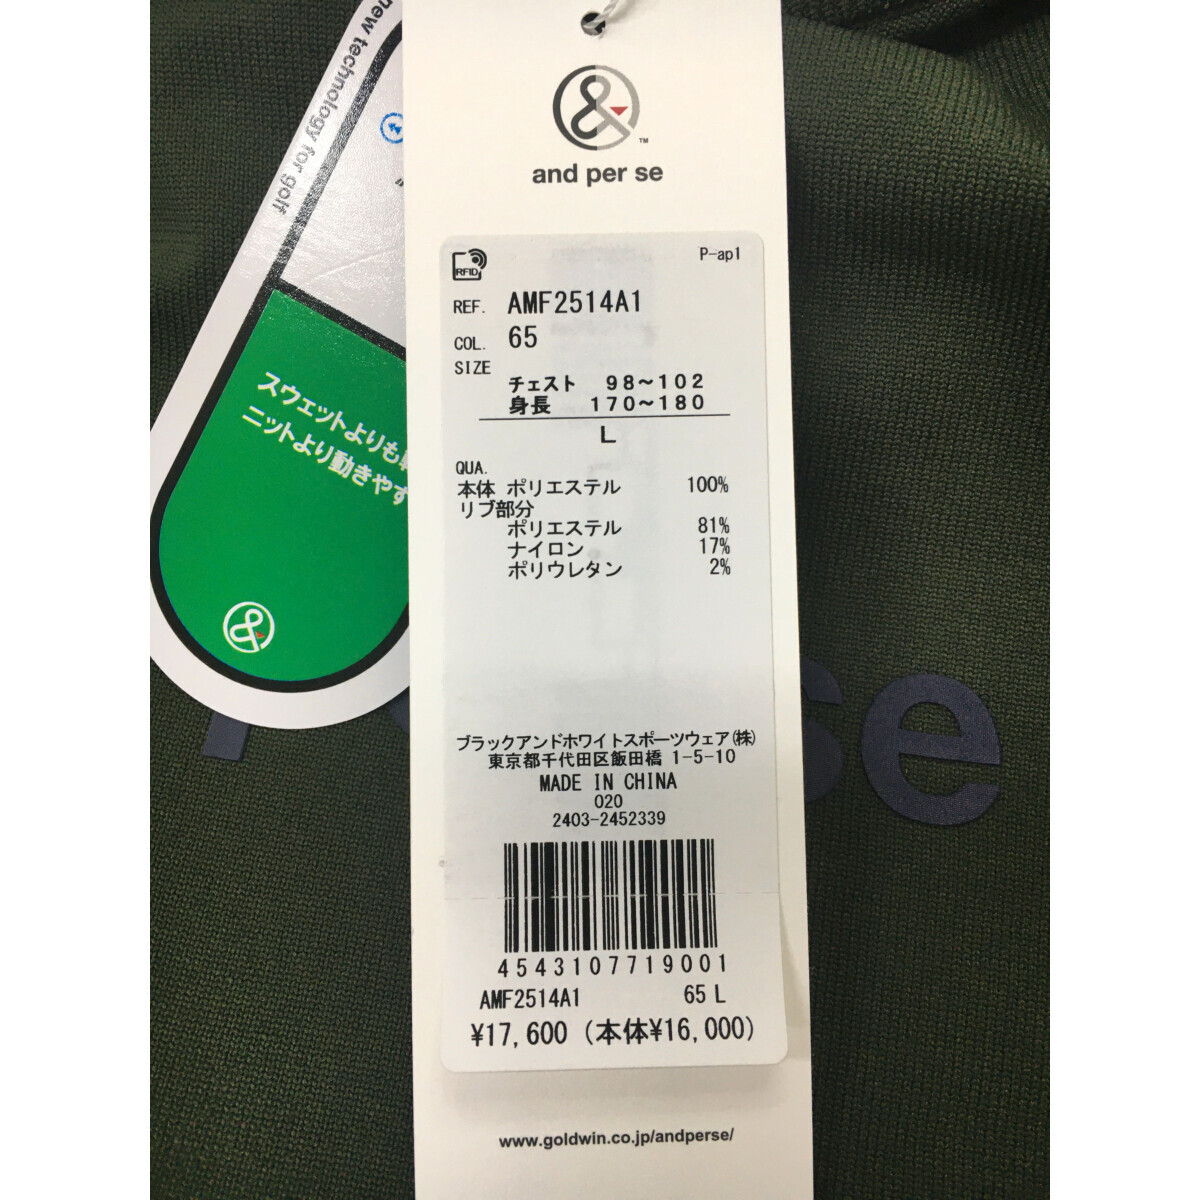 new technology for golf
スウェットよりも
ニットより動きやす
&
and per se
TM
RFID
P-ap1
REF. AMF2514A1
COL. 65
SIZE
チェスト 98～102
身長 170～180
L
QUA.
本体 ポリエステル 100%
リブ部分
ポリエステル 81%
ナイロン 17%
ポリウレタン 2%
ブラックアンドホワイトスポーツウェア(株)
東京都千代田区飯田橋 1-5-10
MADE IN CHINA
020
2403-2452339
4543107719001
AMF2514A1 65 L
¥17,600 (本体¥16,000)
www.goldwin.co.jp/andperse/
se